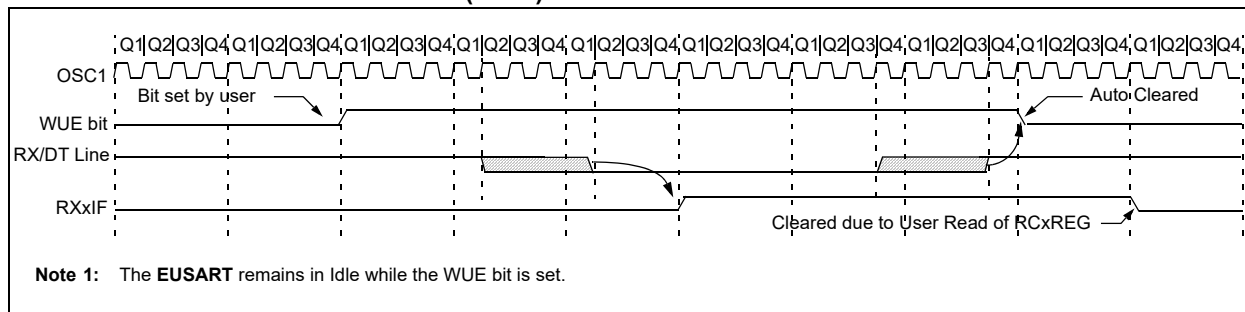 Q1 Q2 Q3 Q4 Q1 Q2 Q3 Q4 Q1 Q2 Q3 Q4 Q1 Q2 Q3 Q4 Q1 Q2 Q3 Q4 Q1 Q2 Q3 Q4 Q1 Q2 Q3 Q4 Q1 Q2 Q3 Q4 Q1 Q2 Q3 Q4 Q1 Q2 Q3 Q4
OSC1
Bit set by user
Auto Cleared
WUE bit
RX/DT Line
RXxIF
Cleared due to User Read of RCxREG
Note 1: The EUSART remains in Idle while the WUE bit is set.